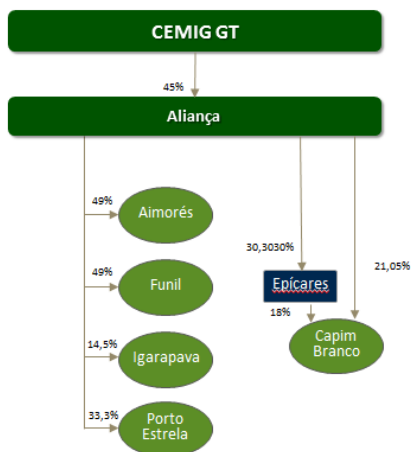 CEMIG GT
45%
Aliança
49%
Aimorés
30,3030%
21,05%
49%
Funil
Epícares
18%
Capim
Branco
14,5%
Igarapava
33,3%
Porto
Estrela